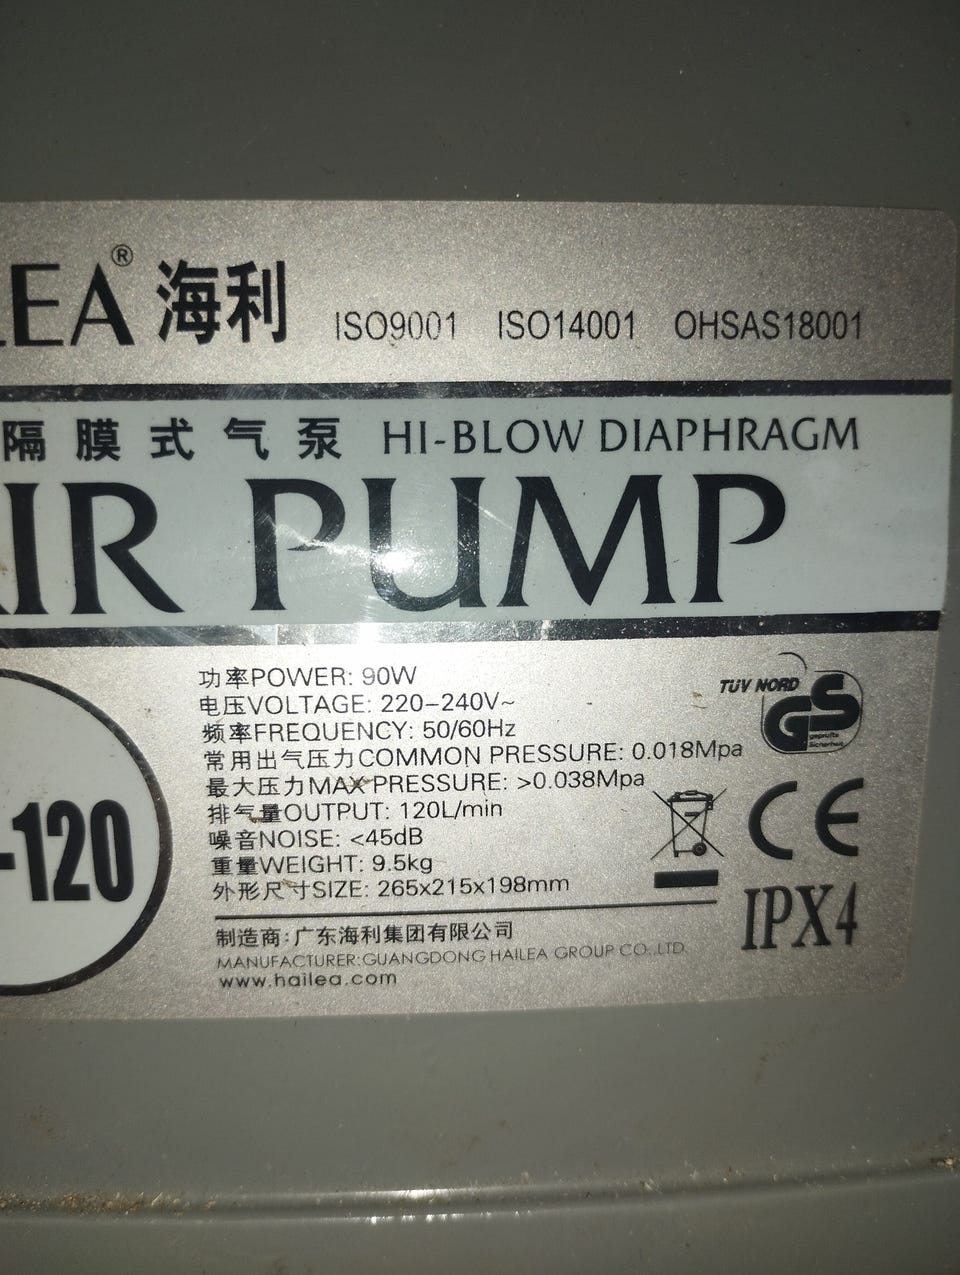 LEA® 海利 ISO9001 ISO14001 OHSAS18001
隔膜式气泵 HI-BLOW DIAPHRAGM
AIR PUMP
-120
功率POWER: 90W
电压VOLTAGE: 220-240V~
频率FREQUENCY: 50/60Hz
常用出气压力COMMON PRESSURE: 0.018Mpa
最大压力MAX PRESSURE: >0.038Mpa
排气量OUTPUT: 120L/min
噪音NOISE: <45dB
重量WEIGHT: 9.5kg
外形尺寸SIZE: 265x215x198mm
TÜV NORD
GS
geprüfte
Sicherheit
CE
IPX4
制造商:广东海利集团有限公司
MANUFACTURER:GUANGDONG HAILEA GROUP CO.,LTD.
www.hailea.com